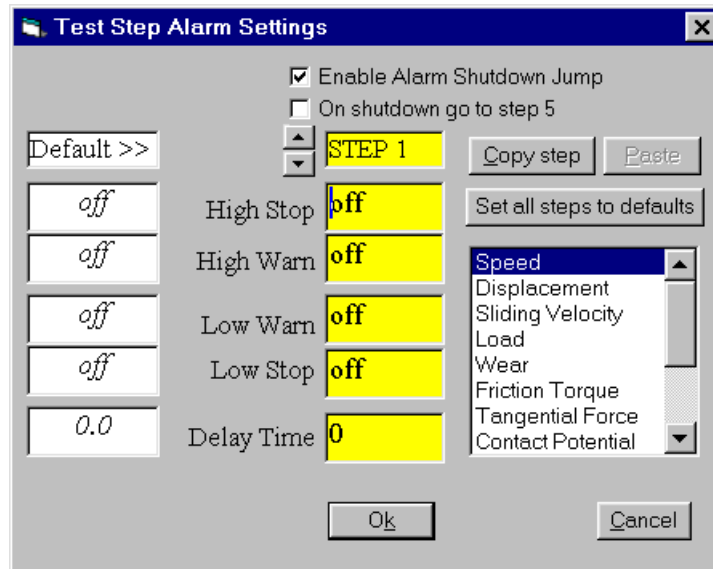 Test Step Alarm Settings
Enable Alarm Shutdown Jump
On shutdown go to step 5
Default >> STEP 1 Copy step Paste
off High Stop off Set all steps to defaults
off High Warn off
off Low Warn off
off Low Stop off
0.0 Delay Time 0
Speed
Displacement
Sliding Velocity
Load
Wear
Friction Torque
Tangential Force
Contact Potential
Ok Cancel